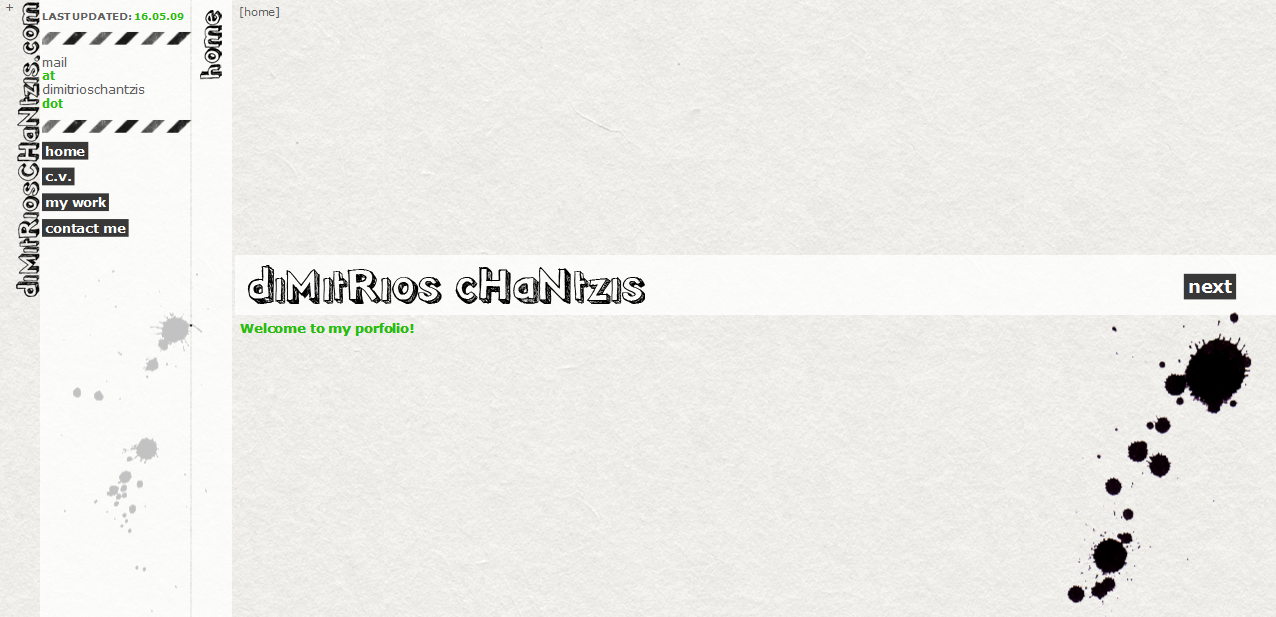 +
diMitRiosCHaNtzis.com
LAST UPDATED: 16.05.09
mail
at
dimitrioschantzis
dot
home
c.v.
my work
contact me
home
[home]
diMitRios cHaNtzis
next
Welcome to my porfolio!